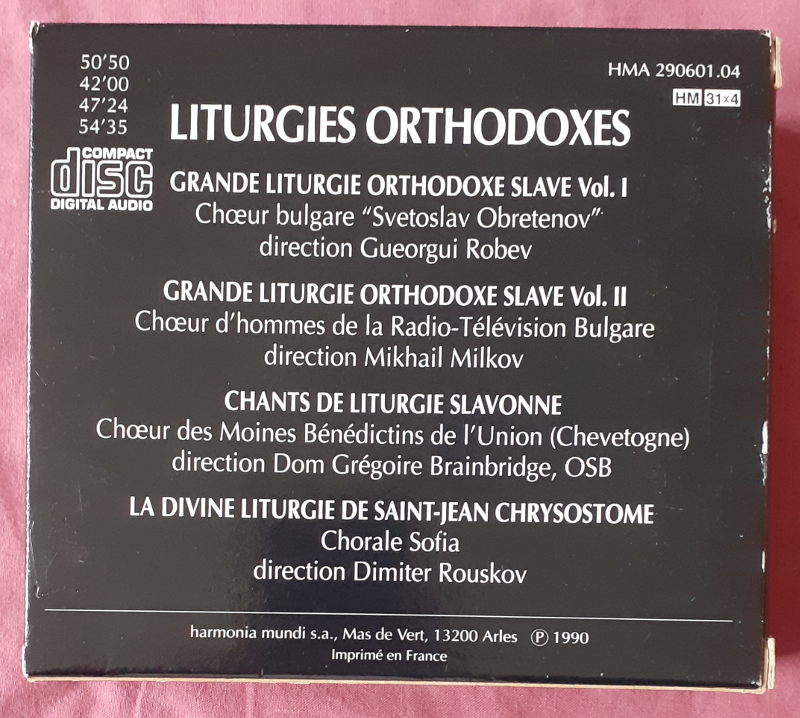 50'50
42'00
47'24
54'35
HMA 290601.04
HM 31x4
COMPACT
disc
DIGITAL AUDIO
LITURGIES ORTHODOXES
GRANDE LITURGIE ORTHODOXE SLAVE Vol. I
Chœur bulgare “Svetoslav Obretenov”
direction Gueorgui Robev
GRANDE LITURGIE ORTHODOXE SLAVE Vol. II
Chœur d'hommes de la Radio-Télévision Bulgare
direction Mikhail Milkov
CHANTS DE LITURGIE SLAVONNE
Chœur des Moines Bénédictins de l'Union (Chevetogne)
direction Dom Grégoire Brainbridge, OSB
LA DIVINE LITURGIE DE SAINT-JEAN CHRYSOSTOME
Chorale Sofia
direction Dimiter Rouskov
harmonia mundi s.a., Mas de Vert, 13200 Arles ℗ 1990
Imprimé en France